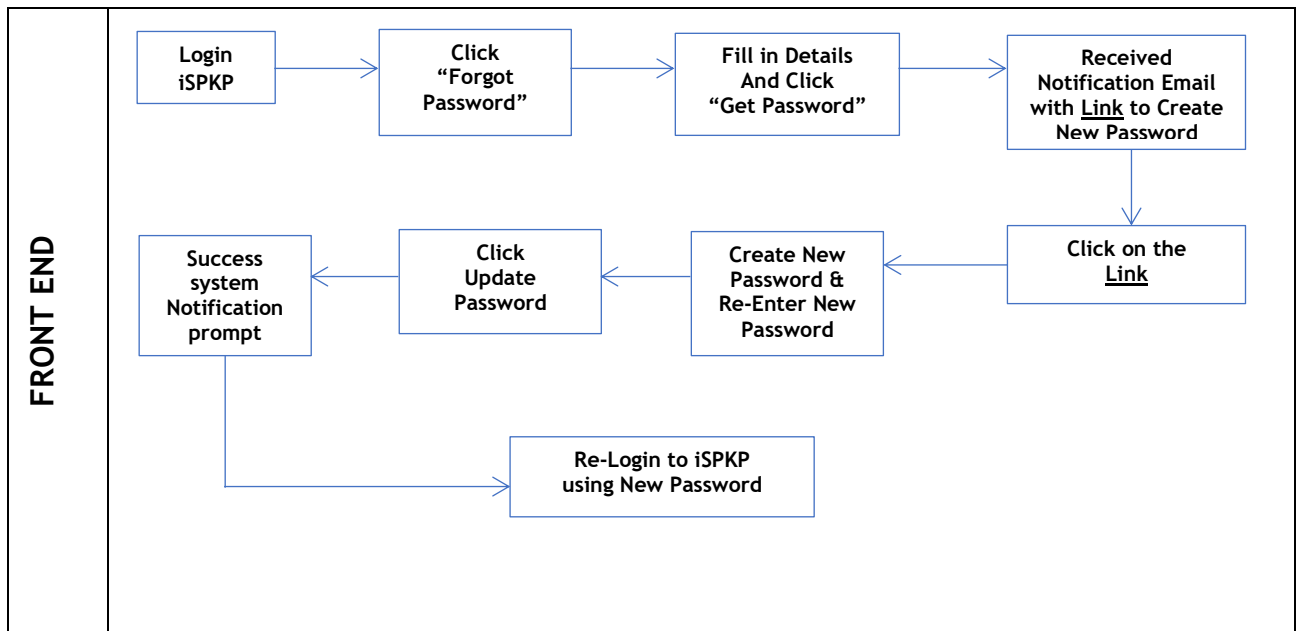 FRONT END
Login
iSPKP
Click
“Forgot
Password”
Fill in Details
And Click
“Get Password”
Received
Notification Email
with Link to Create
New Password
Click on the
Link
Create New
Password &
Re-Enter New
Password
Click
Update
Password
Success
system
Notification
prompt
Re-Login to iSPKP
using New Password